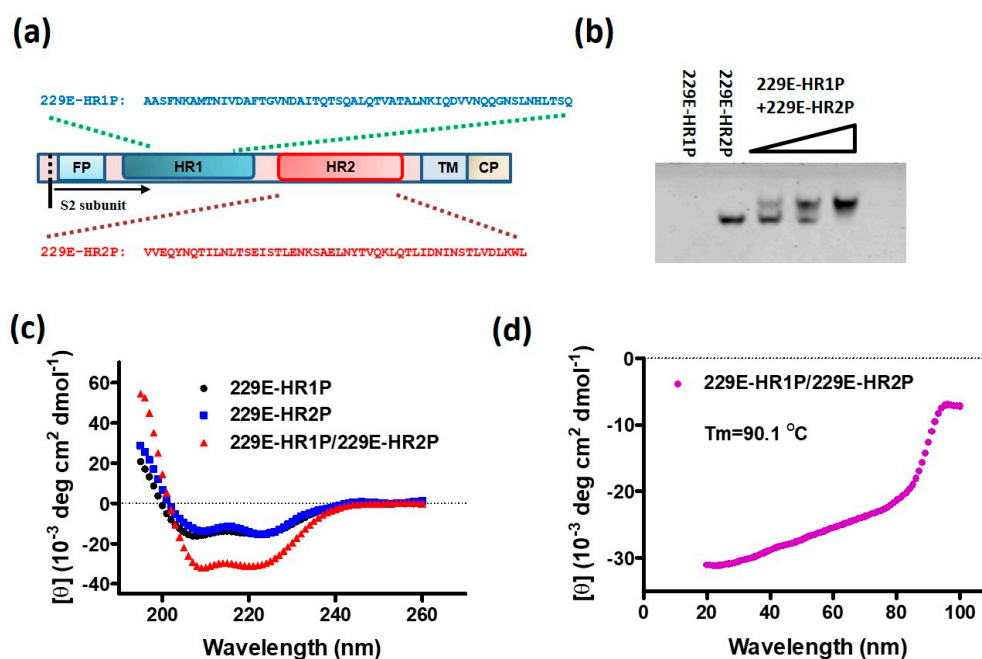 (a)
229E-HR1P: AASFNKAMTNIVDAFTGVNDAITQTSQALQTVATALNKIQDVVNQQGNSLNHLTSQ
FP
HR1
HR2
TM
CP
S2 subunit
229E-HR2P: VVEQYNQTILNLTSEISTLENKSAELNYTVQKLQTLIDNINSTLVDLKWL
(b)
229E-HR1P
229E-HR2P
229E-HR1P
+229E-HR2P
(c)
[θ] (10⁻³ deg cm² dmol⁻¹)
60
40
20
0
-20
-40
229E-HR1P
229E-HR2P
229E-HR1P/229E-HR2P
200
220
240
260
Wavelength (nm)
(d)
[θ] (10⁻³ deg cm² dmol⁻¹)
0
-10
-20
-30
229E-HR1P/229E-HR2P
Tm=90.1 °C
0
20
40
60
80
100
Wavelength (nm)